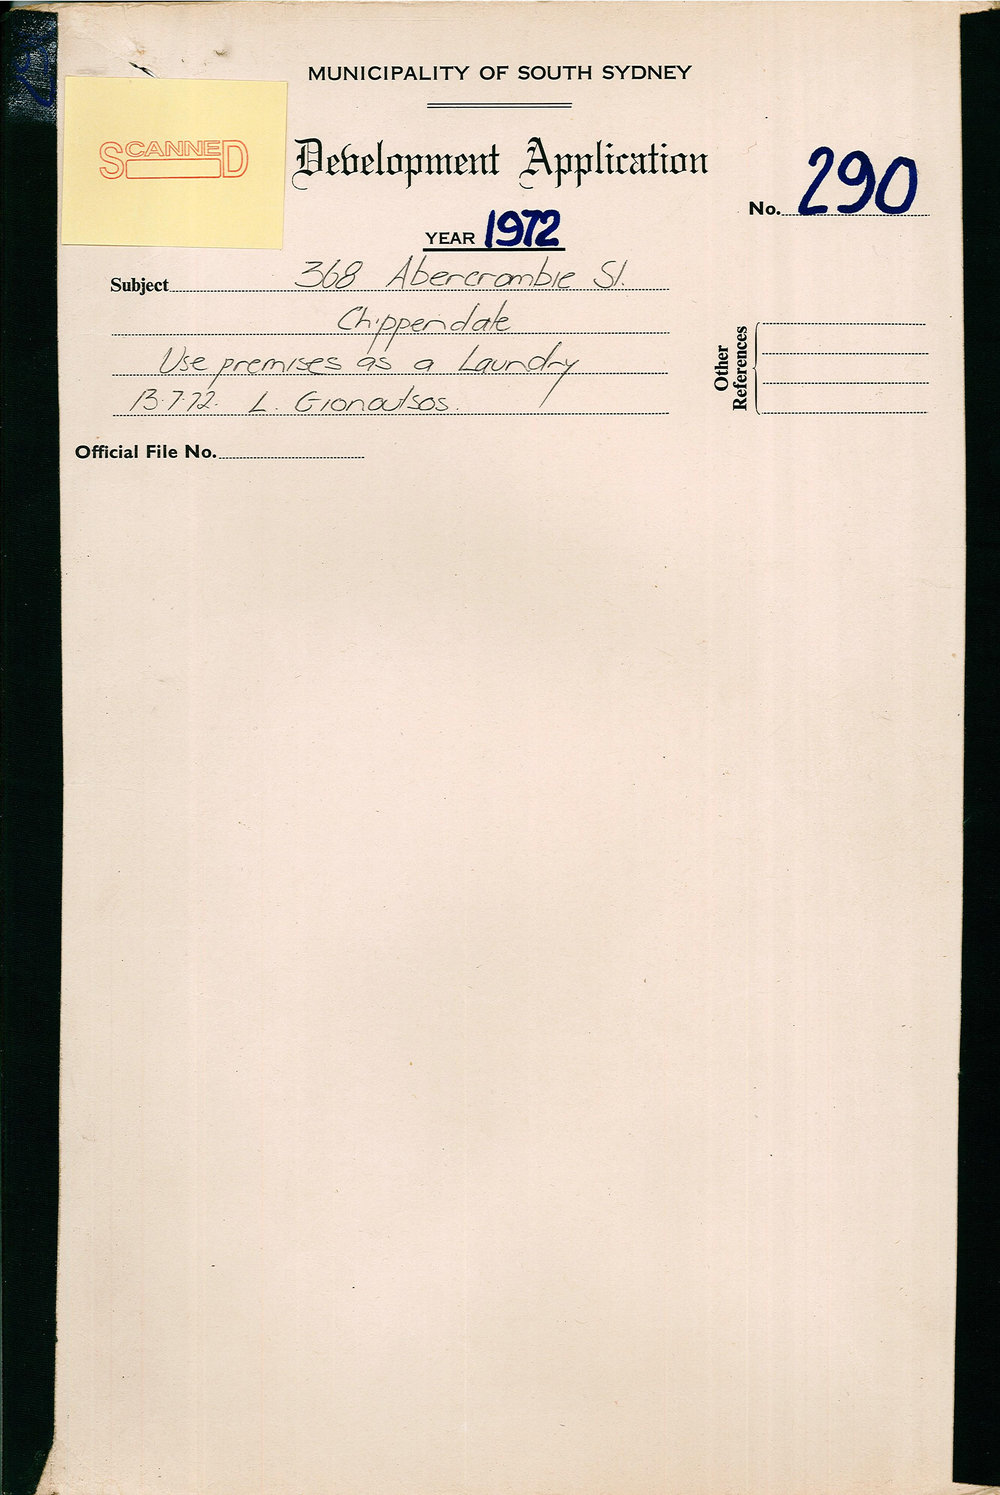 MUNICIPALITY OF SOUTH SYDNEY
SCANNED
Development Application
No. 290
YEAR 1972
Subject 368 Abercrombie St.
Chippendale
Use premises as a Laundry
13.7.72. L. Gionoutsos.
Other References
Official File No.